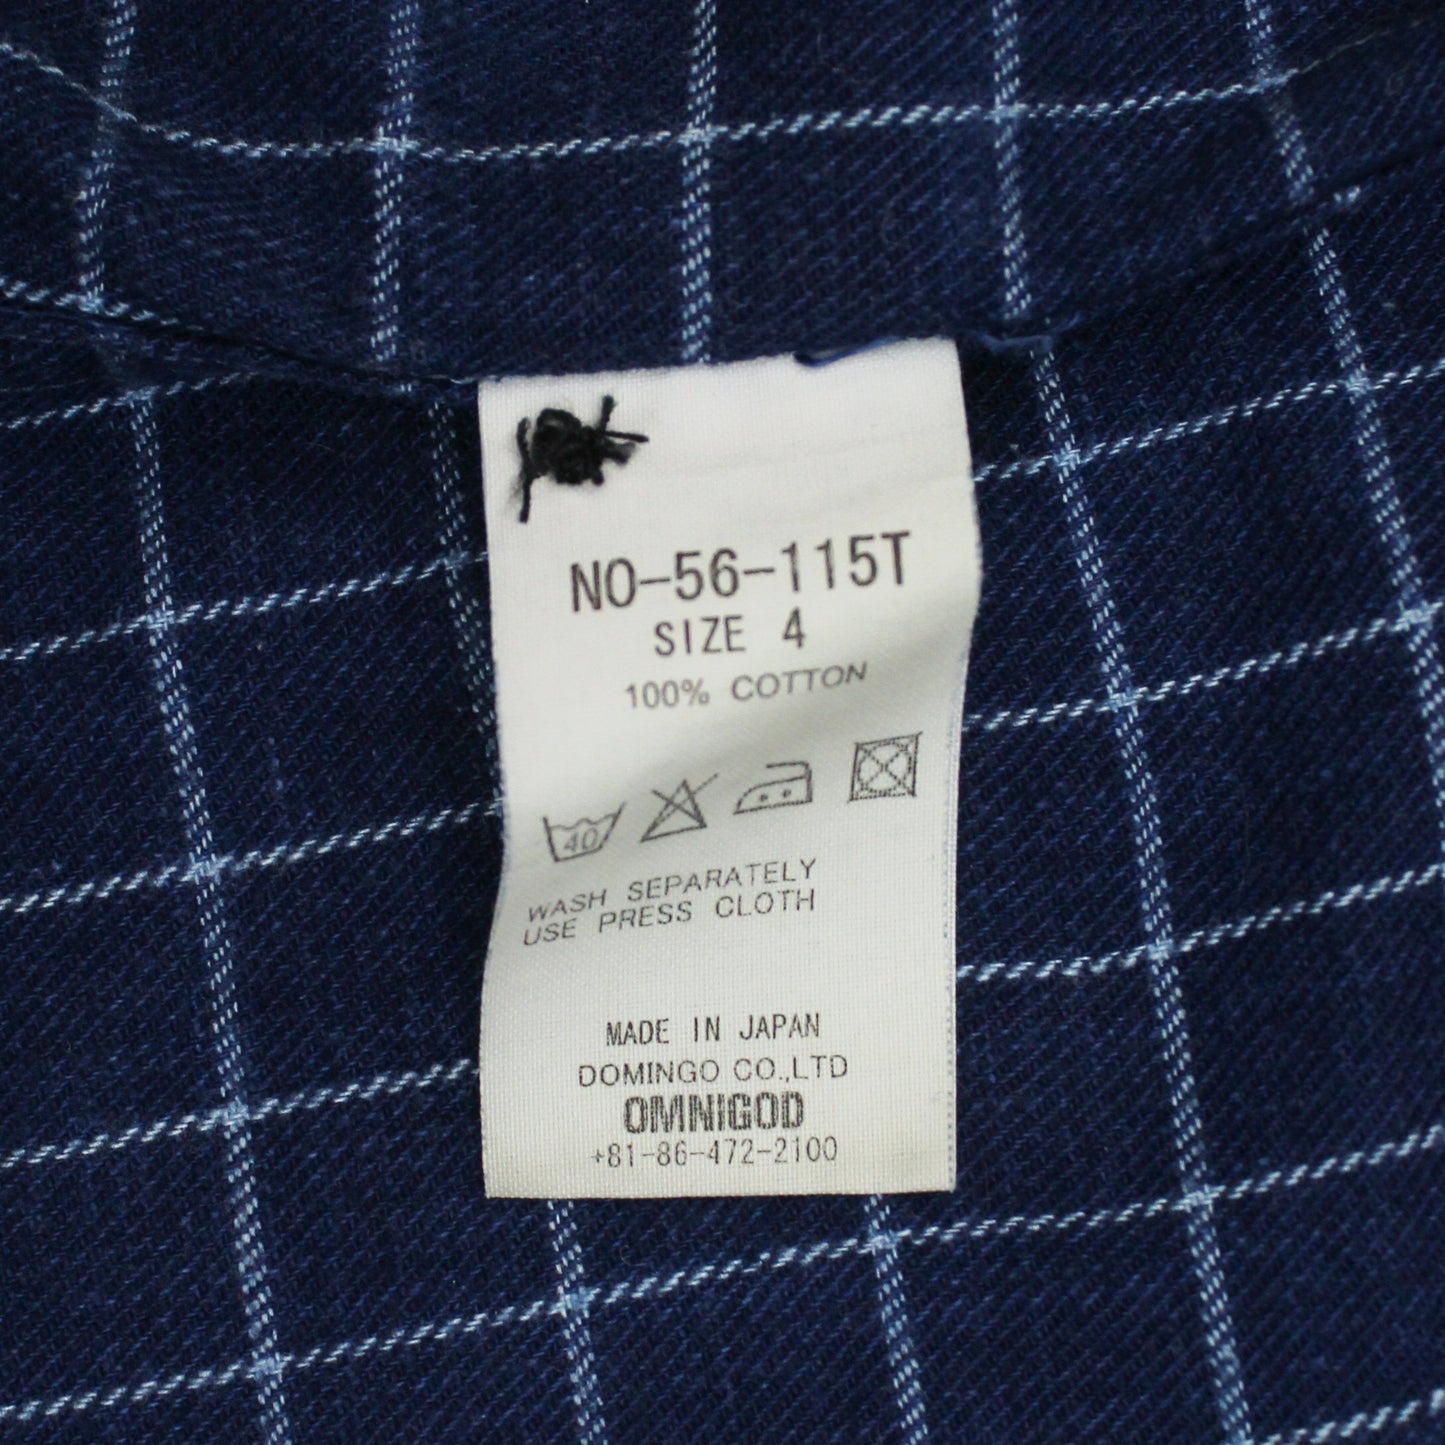 NO-56-115T
SIZE 4
100% COTTON
40
WASH SEPARATELY
USE PRESS CLOTH
MADE IN JAPAN
DOMINGO CO.,LTD
OMNIGOD
+81-86-472-2100